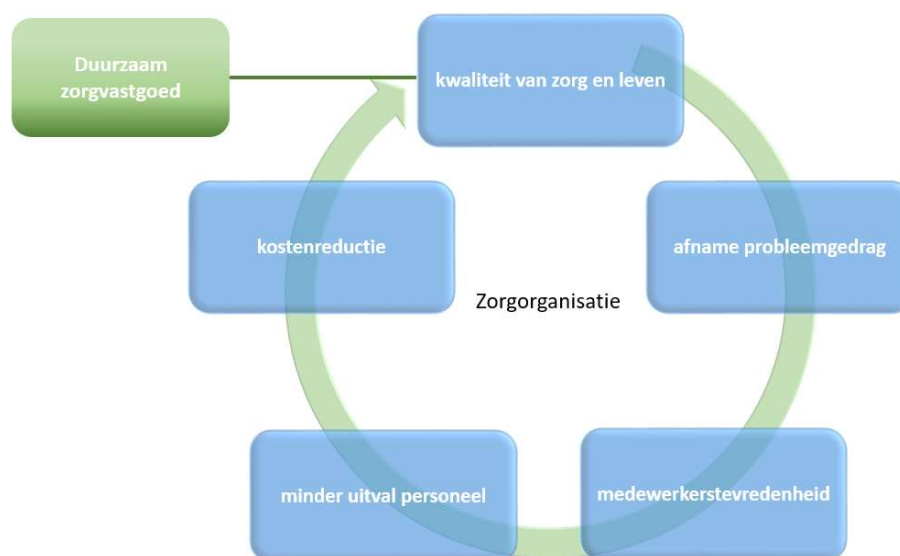 Duurzaam
zorgvastgoed
kwaliteit van zorg en leven
kostenreductie
afname probleemgedrag
Zorgorganisatie
minder uitval personeel
medewerkerstevredenheid